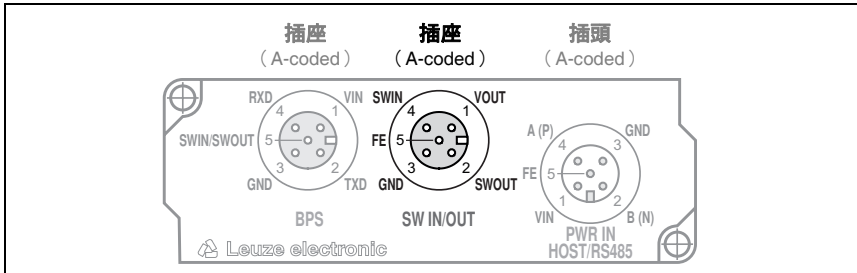 插座 插座 插頭
（A-coded） （A-coded） （A-coded）
RXD VIN SWIN VOUT
4 1 4 1
A (P) GND
4 3
SWIN/SWOUT 5 FE 5 FE 5
3 2 3 2
GND TXD GND SWOUT
1 2
VIN B (N)
BPS SW IN/OUT PWR IN
HOST/RS485
Leuze electronic